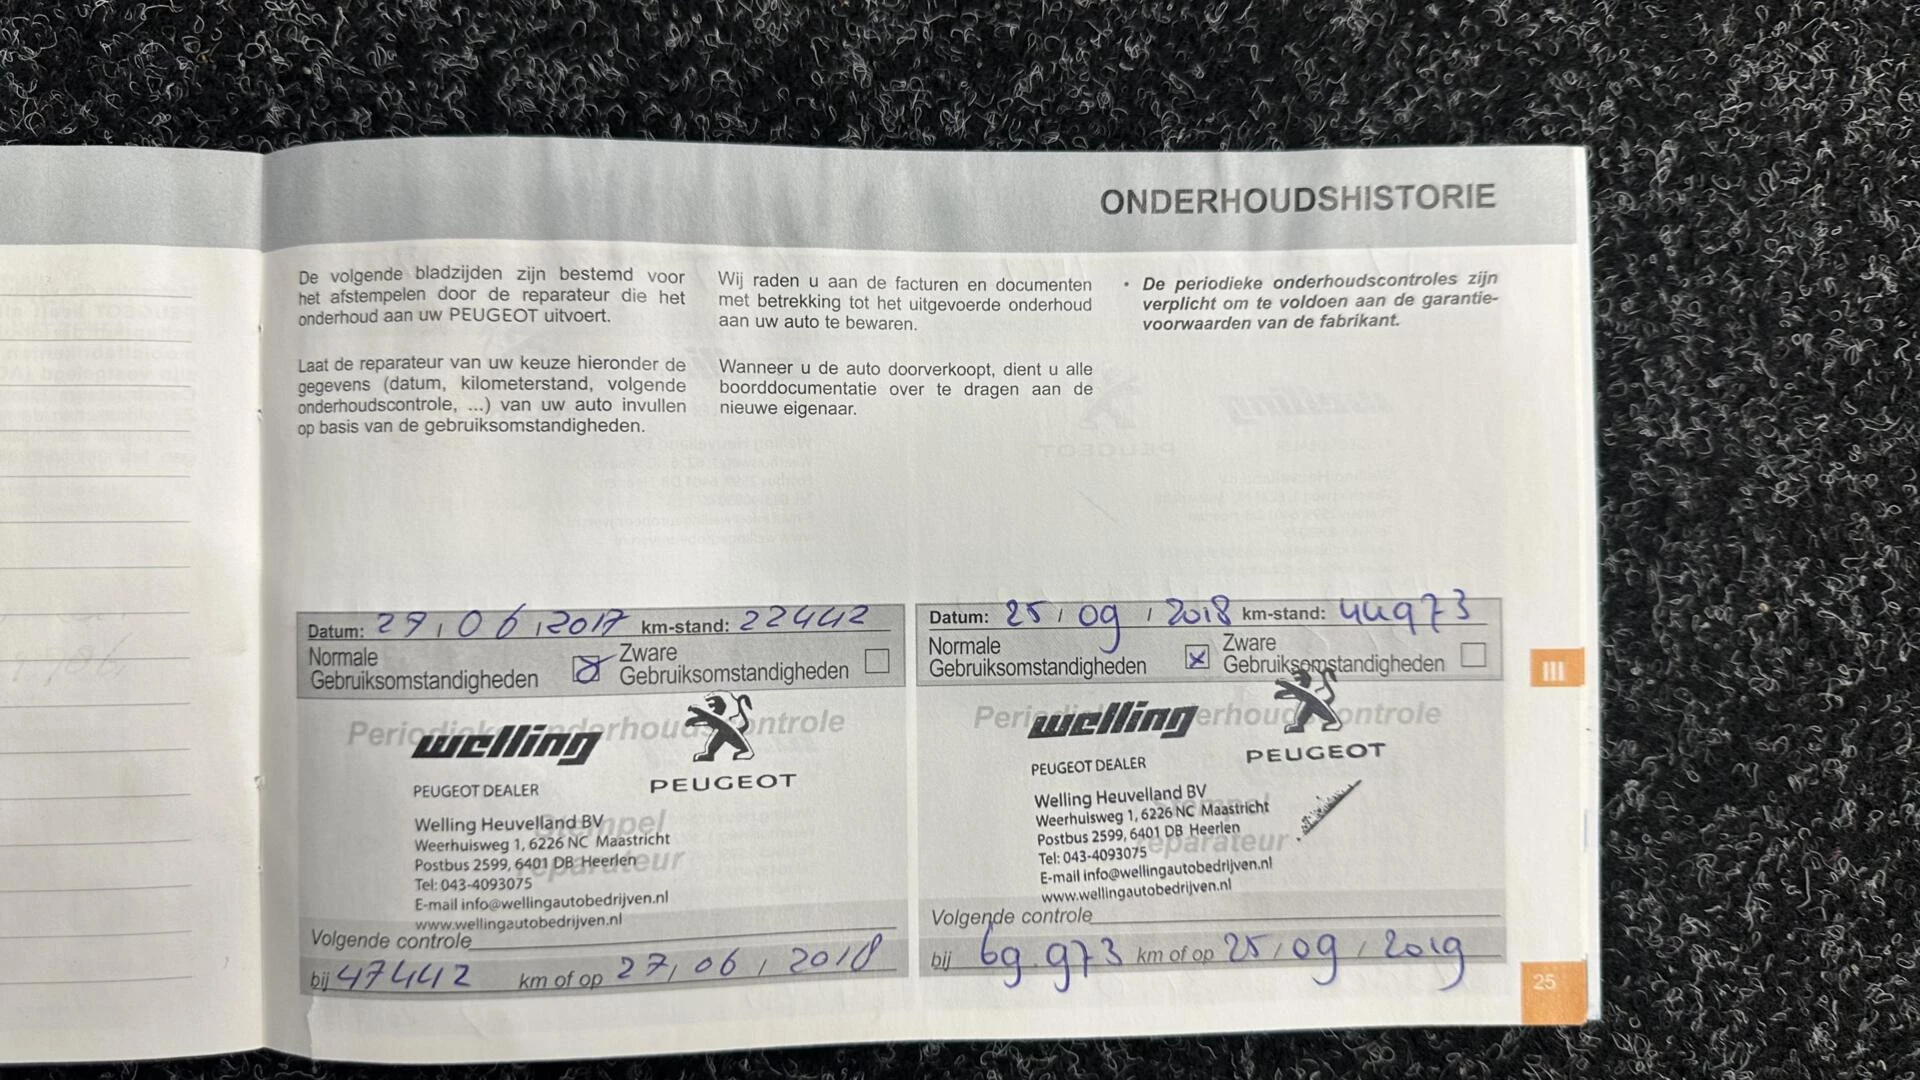 ONDERHOUDSHISTORIE
De volgende bladzijden zijn bestemd voor
het afstempelen door de reparateur die het
onderhoud aan uw PEUGEOT uitvoert.
Laat de reparateur van uw keuze hieronder de
gegevens (datum, kilometerstand, volgende
onderhoudscontrole, ...) van uw auto invullen
op basis van de gebruiksomstandigheden.
Wij raden u aan de facturen en documenten
met betrekking tot het uitgevoerde onderhoud
aan uw auto te bewaren.
Wanneer u de auto doorverkoopt, dient u alle
boorddocumentatie over te dragen aan de
nieuwe eigenaar.
• De periodieke onderhoudscontroles zijn
verplicht om te voldoen aan de garantie-
voorwaarden van de fabrikant.
Datum: 27/06/2017 km-stand: 22442
Normale Zware
Gebruiksomstandigheden Gebruiksomstandigheden
Periodieke onderhoudscontrole
welling
PEUGEOT
PEUGEOT DEALER
Stempel
reparateur
Welling Heuvelland BV
Weerhuisweg 1, 6226 NC Maastricht
Postbus 2599, 6401 DB Heerlen
Tel: 043-4093075
E-mail info@wellingautobedrijven.nl
www.wellingautobedrijven.nl
Volgende controle
bij 47442 km of op 27/06/2018
Datum: 25/09/2018 km-stand: 44973
Normale Zware
Gebruiksomstandigheden Gebruiksomstandigheden
Periodieke onderhoudscontrole
welling
PEUGEOT
PEUGEOT DEALER
Stempel
reparateur
Welling Heuvelland BV
Weerhuisweg 1, 6226 NC Maastricht
Postbus 2599, 6401 DB Heerlen
Tel: 043-4093075
E-mail info@wellingautobedrijven.nl
www.wellingautobedrijven.nl
Volgende controle
bij 69.973 km of op 25/09/2019
III
25